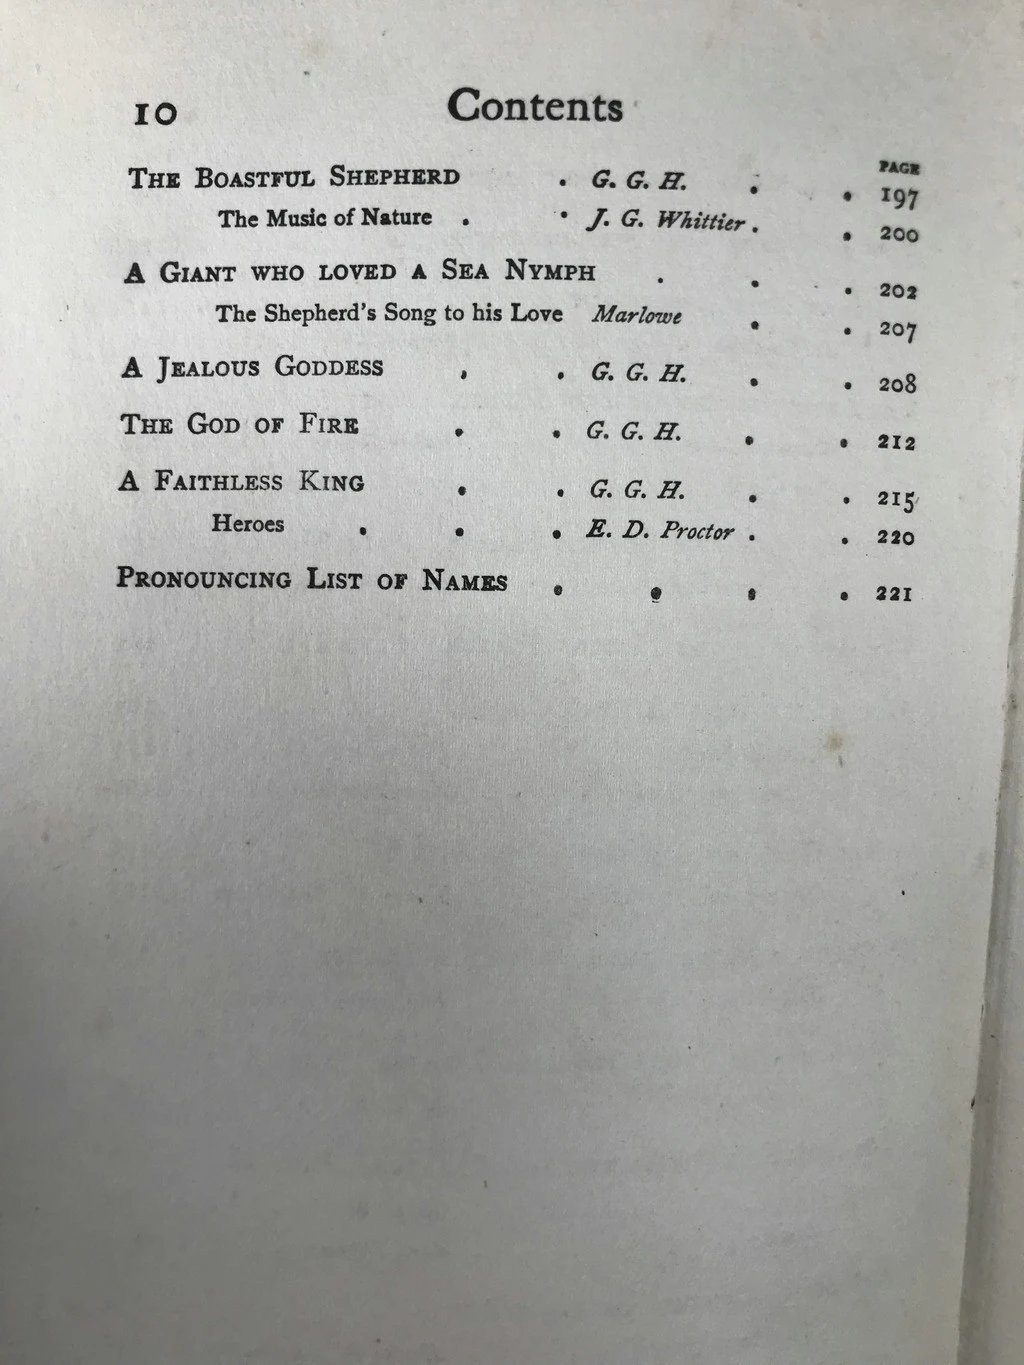 10 Contents
PAGE
THE BOASTFUL SHEPHERD . G. G. H. . . 197
The Music of Nature . . J. G. Whittier . . 200
A GIANT WHO LOVED A SEA NYMPH . . . 202
The Shepherd's Song to his Love Marlowe . . 207
A JEALOUS GODDESS . . G. G. H. . . 208
THE GOD OF FIRE . . G. G. H. . . 212
A FAITHLESS KING . . G. G. H. . . 215
Heroes . . . E. D. Proctor . . 220
PRONOUNCING LIST OF NAMES . . . . 221